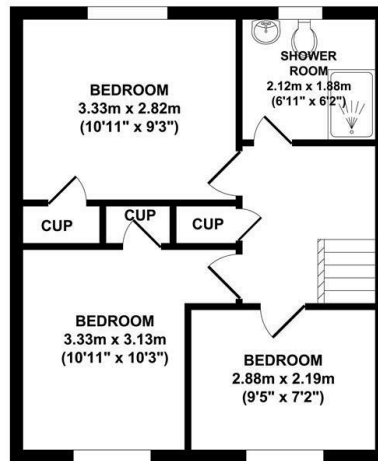 BEDROOM
3.33m x 2.82m
(10'11" x 9'3")
SHOWER
ROOM
2.12m x 1.88m
(6'11" x 6'2")
CUP
CUP
CUP
BEDROOM
3.33m x 3.13m
(10'11" x 10'3")
BEDROOM
2.88m x 2.19m
(9'5" x 7'2")